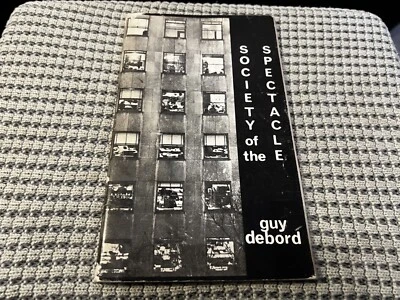 SOCIETY of the
SPECTACLE
guy
debord